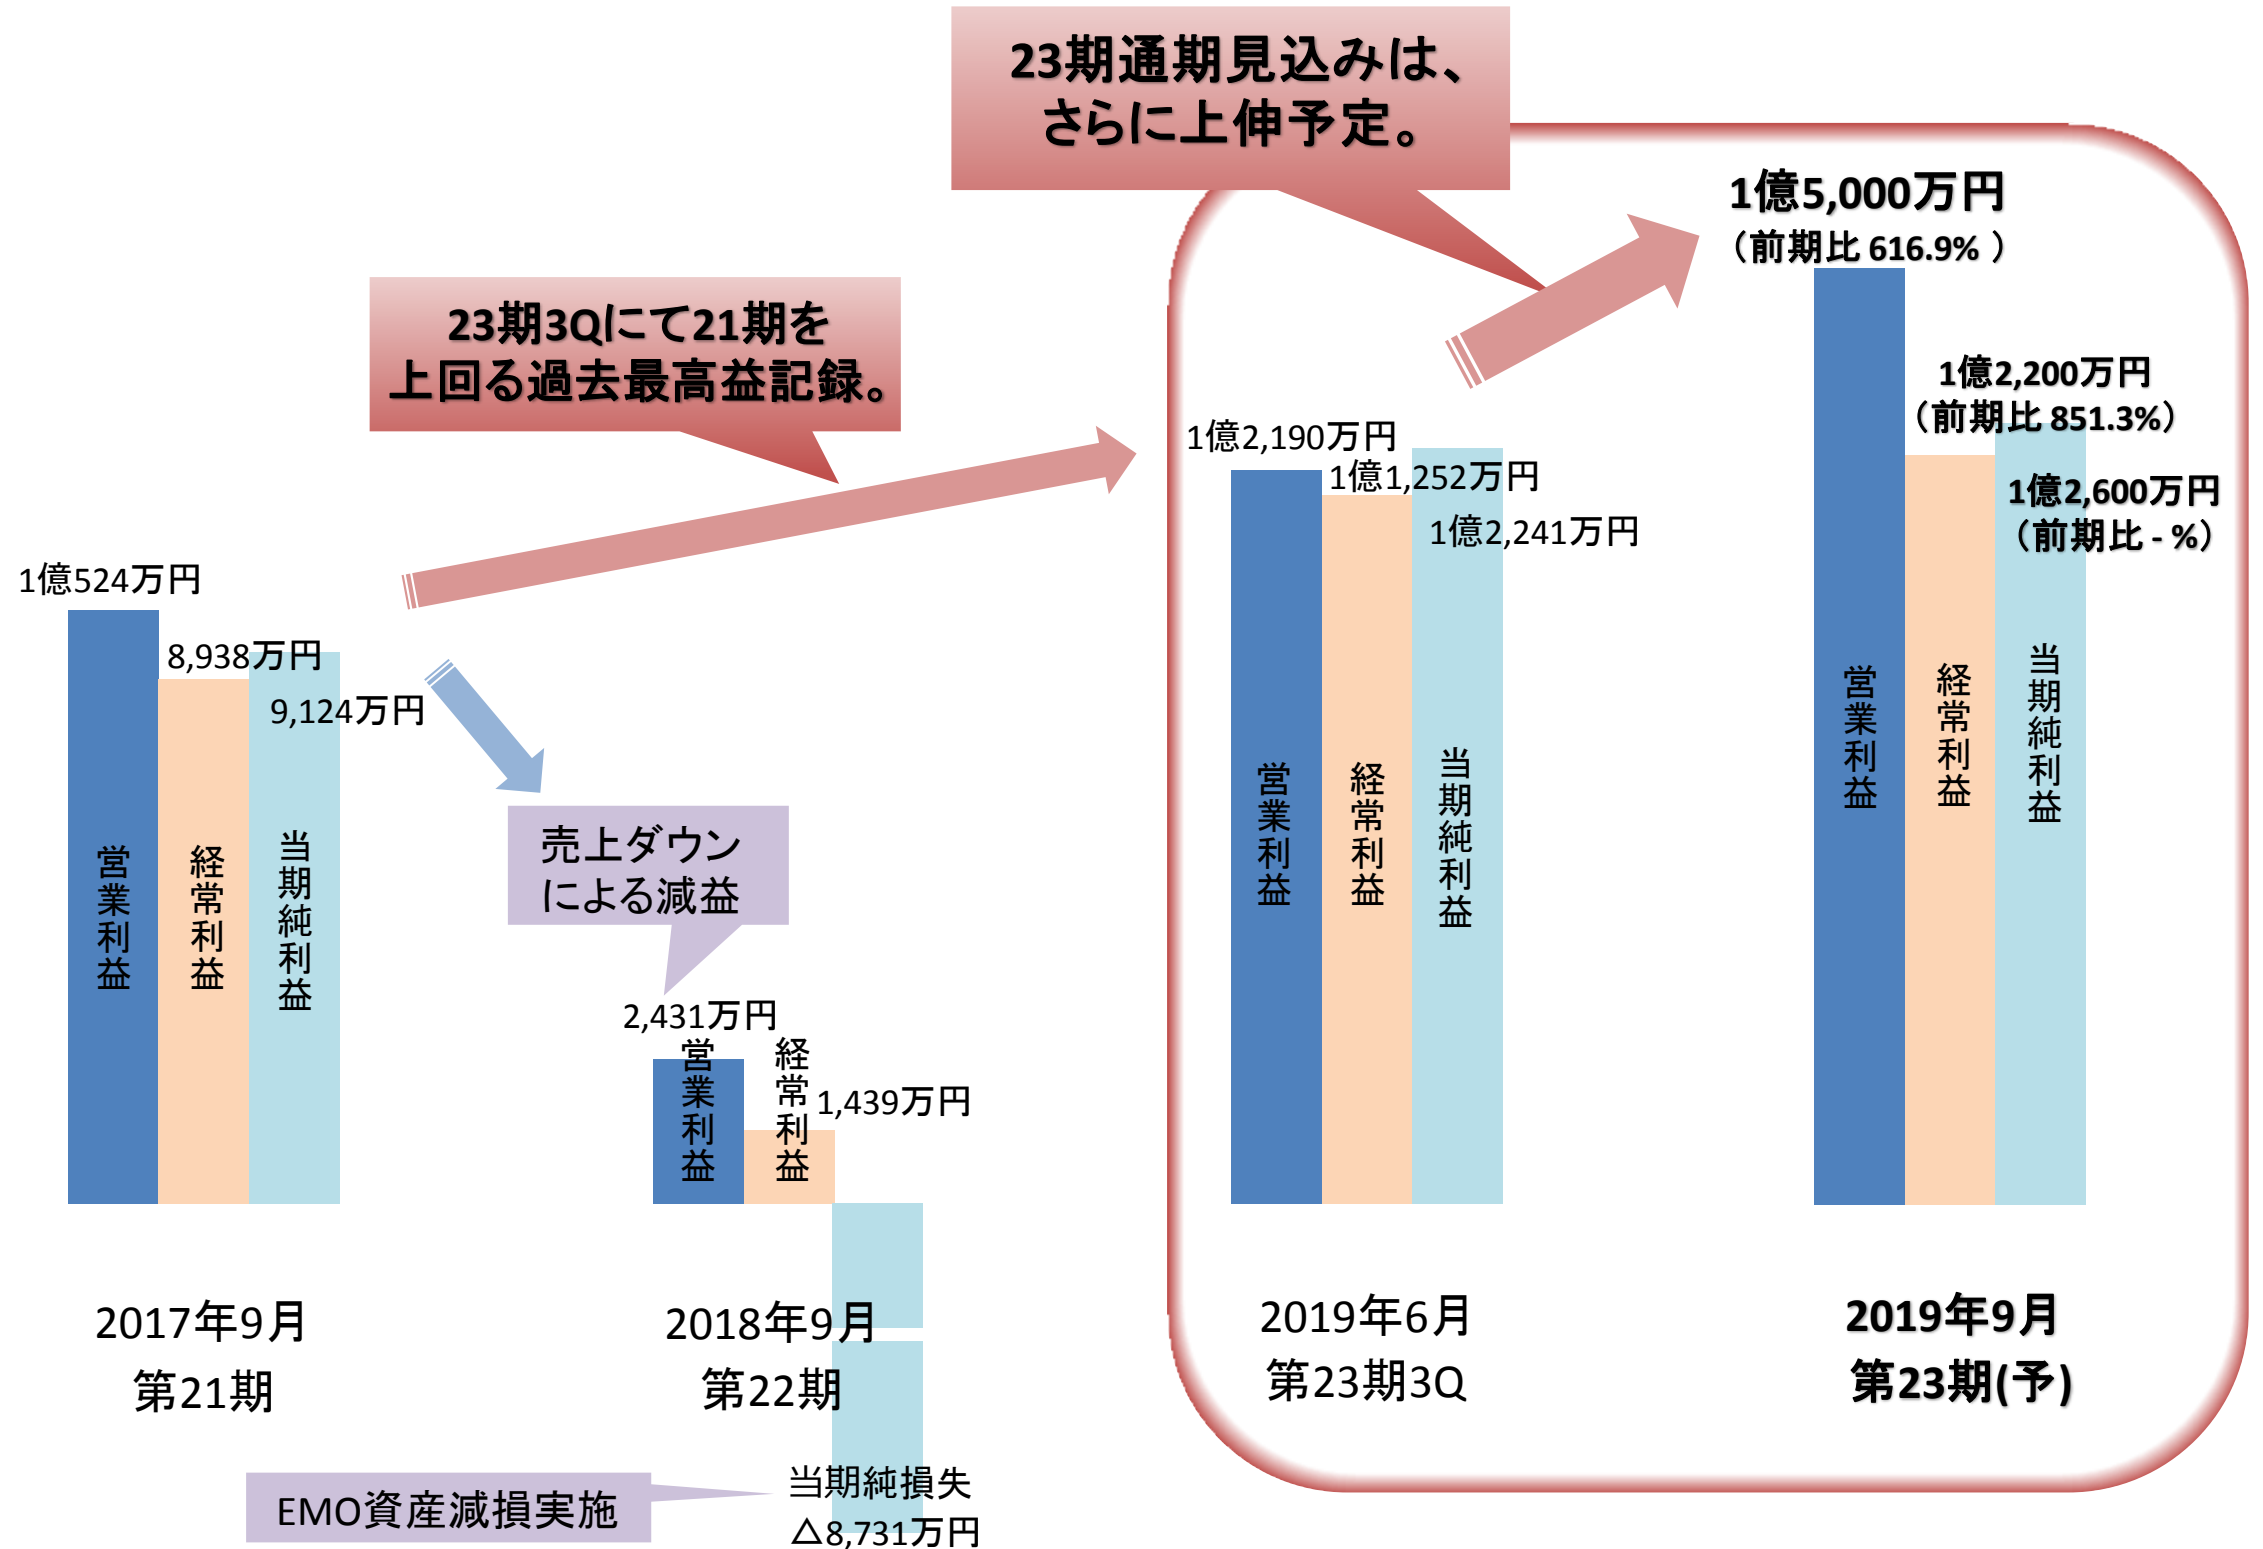 23期通期見込みは、
さらに上伸予定。
23期3Qにて21期を
上回る過去最高益記録。
1億524万円
8,938万円
9,124万円
営業利益
経常利益
当期純利益
2017年9月
第21期
売上ダウン
による減益
2,431万円
営業利益
経常利益
1,439万円
2018年9月
第22期
EMO資産減損実施
当期純損失
△8,731万円
1億2,190万円
1億1,252万円
1億2,241万円
営業利益
経常利益
当期純利益
2019年6月
第23期3Q
1億5,000万円
（前期比 616.9% ）
1億2,200万円
（前期比 851.3%）
1億2,600万円
（前期比 - %）
営業利益
経常利益
当期純利益
2019年9月
第23期(予)